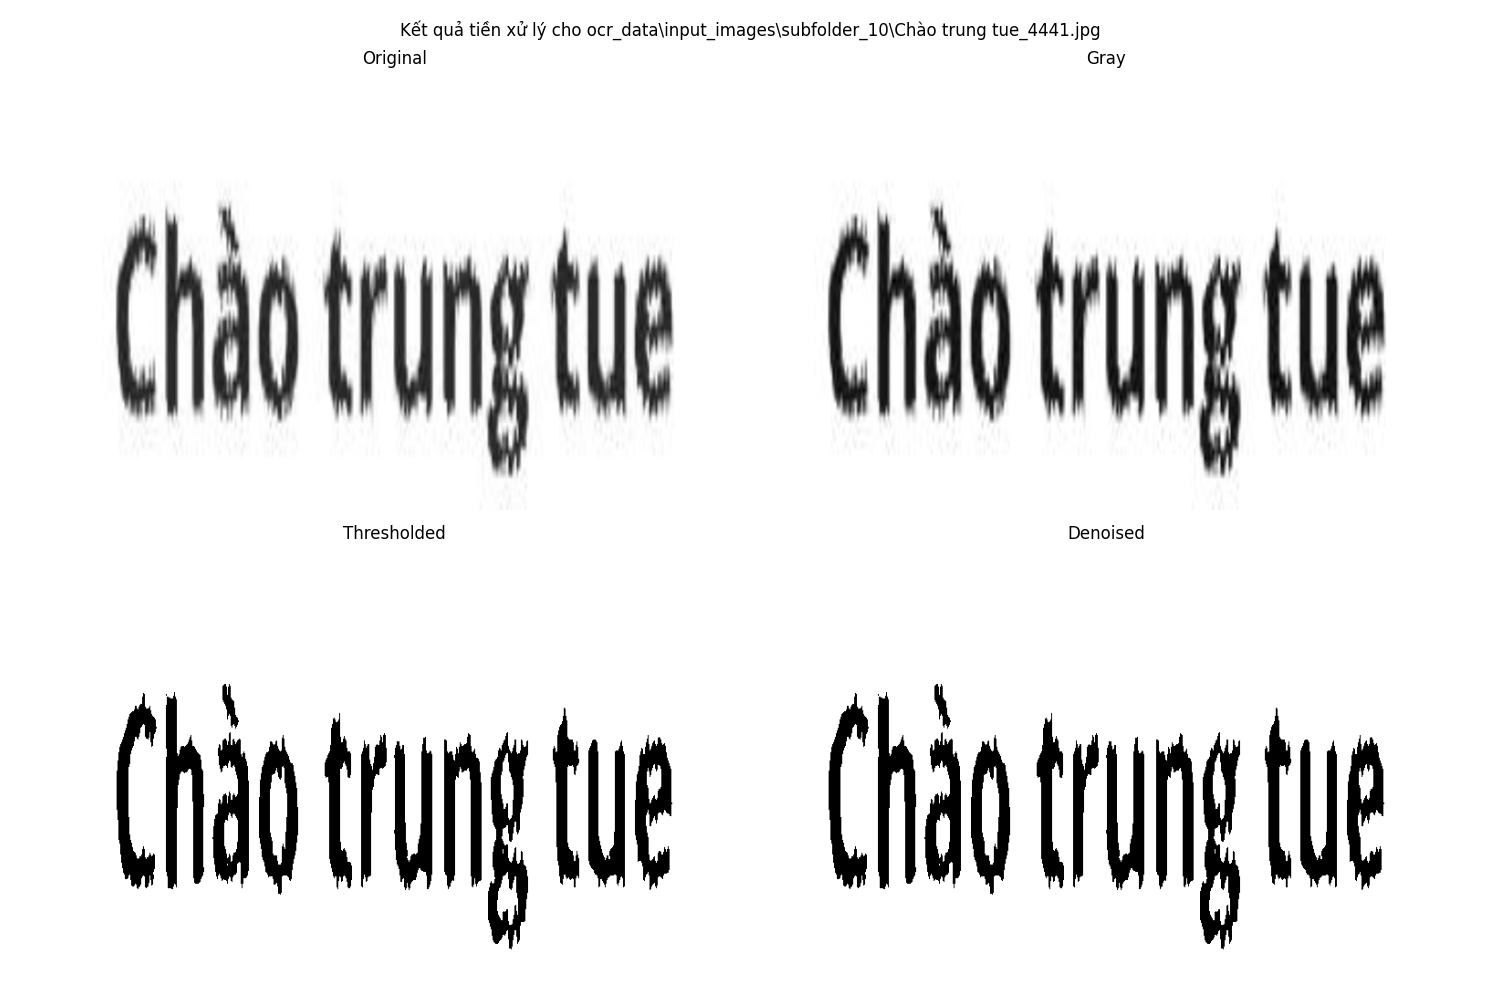 Kết quả tiền xử lý cho ocr_data\input_images\subfolder_10\Chào trung tue_4441.jpg
Original
Gray
Chào trung tue
Chào trung tue
Thresholded
Denoised
Chào trung tue
Chào trung tue